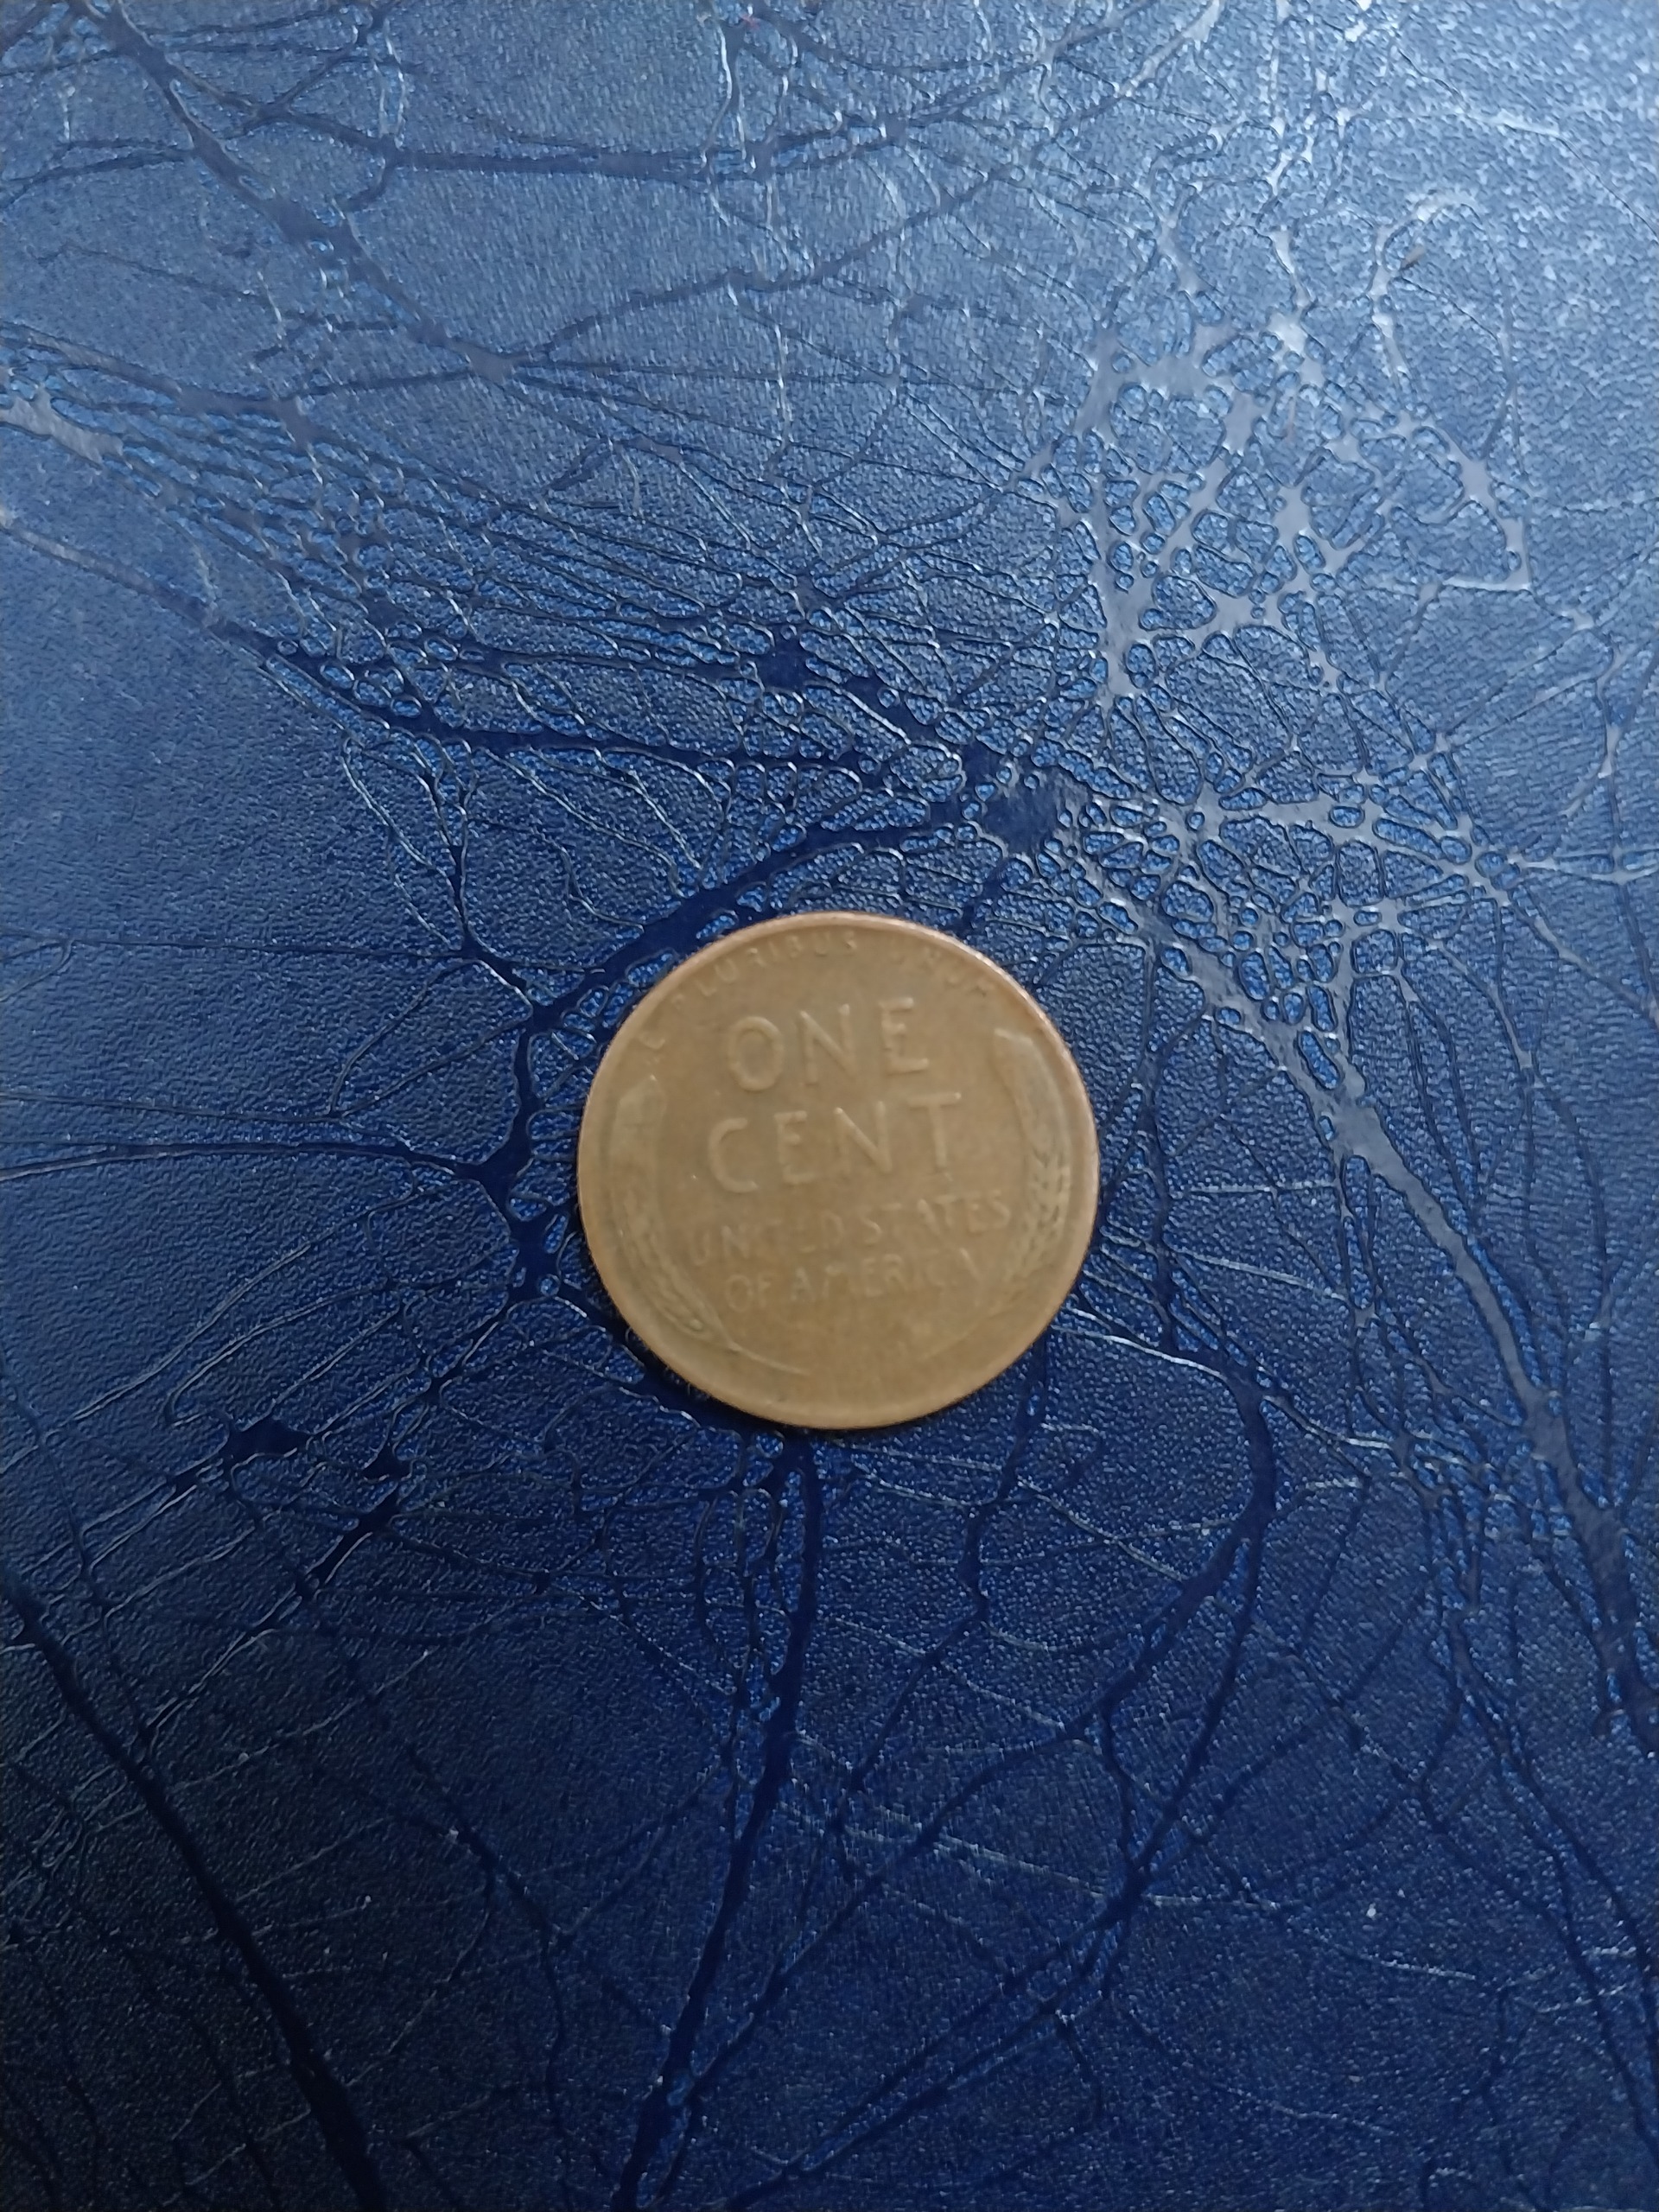 E PLURIBUS UNUM
ONE
CENT
UNITED STATES
OF AMERICA